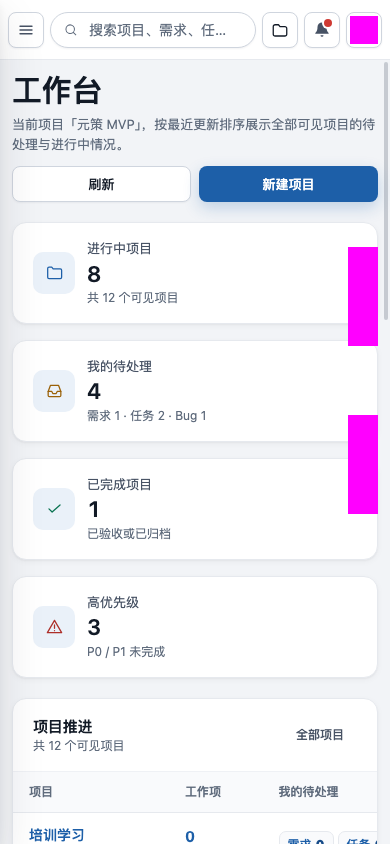 搜索项目、需求、任...
工作台
当前项目「元策 MVP」，按最近更新排序展示全部可见项目的待
处理与进行中情况。
刷新
新建项目
进行中项目
8
共 12 个可见项目
我的待处理
4
需求 1 · 任务 2 · Bug 1
已完成项目
1
已验收或已归档
高优先级
3
P0 / P1 未完成
项目推进
共 12 个可见项目
全部项目
项目 工作项 我的待处理
培训学习 0 需求 0 任务